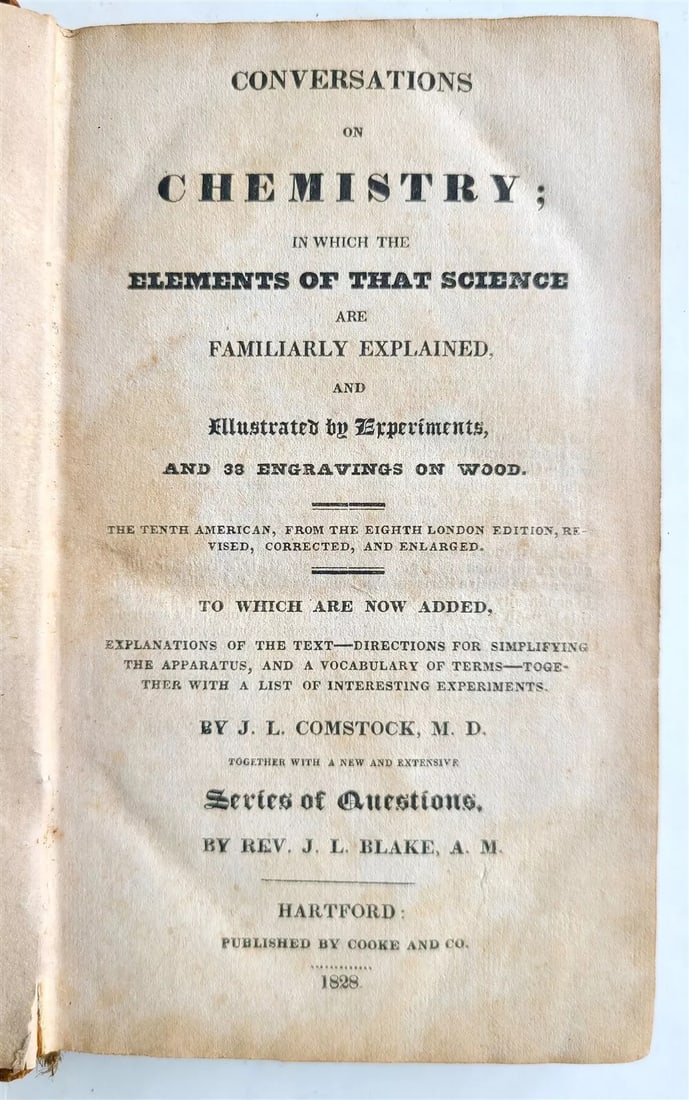 CONVERSATIONS
ON
CHEMISTRY;
IN WHICH THE
ELEMENTS OF THAT SCIENCE
ARE
FAMILIARLY EXPLAINED,
AND
Illustrated by Experiments,
AND 38 ENGRAVINGS ON WOOD.
THE TENTH AMERICAN, FROM THE EIGHTH LONDON EDITION, RE-
VISED, CORRECTED, AND ENLARGED.
TO WHICH ARE NOW ADDED,
EXPLANATIONS OF THE TEXT—DIRECTIONS FOR SIMPLIFYING
THE APPARATUS, AND A VOCABULARY OF TERMS—TOGE-
THER WITH A LIST OF INTERESTING EXPERIMENTS.
BY J. L. COMSTOCK, M. D.
TOGETHER WITH A NEW AND EXTENSIVE
Series of Questions,
BY REV. J. L. BLAKE, A. M.
HARTFORD:
PUBLISHED BY COOKE AND CO.
1828.